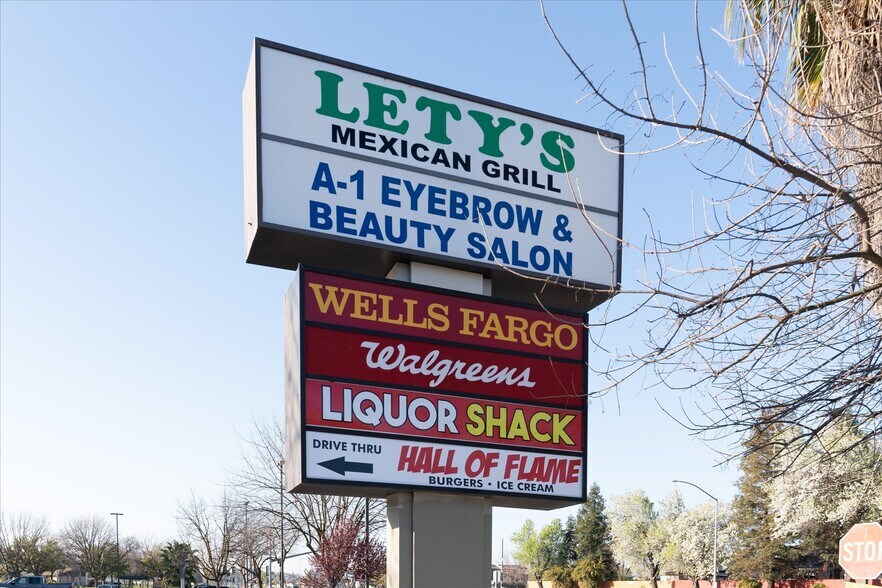 LETY'S
MEXICAN GRILL
A-1 EYEBROW &
BEAUTY SALON
WELLS FARGO
Walgreens
LIQUOR SHACK
DRIVE THRU
HALL OF FLAME
BURGERS • ICE CREAM
STOP